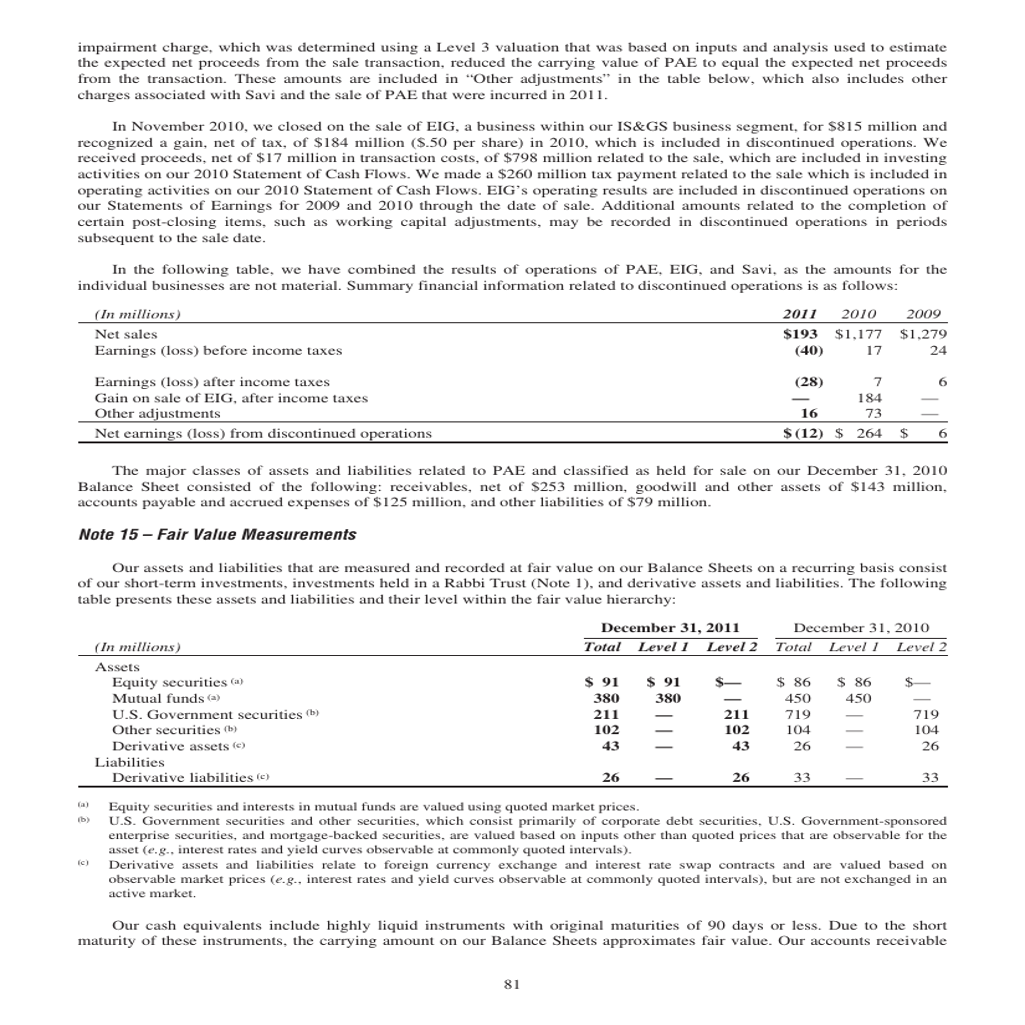 impairment charge, which was determined using a Level 3 valuation that was based on inputs and analysis used to estimate
the expected net proceeds from the sale transaction, reduced the carrying value of PAE to equal the expected net proceeds
from the transaction. These amounts are included in “Other adjustments” in the table below, which also includes other
charges associated with Savi and the sale of PAE that were incurred in 2011.
In November 2010, we closed on the sale of EIG, a business within our IS&GS business segment, for $815 million and
recognized a gain, net of tax, of $184 million ($.50 per share) in 2010, which is included in discontinued operations. We
received proceeds, net of $17 million in transaction costs, of $798 million related to the sale, which are included in investing
activities on our 2010 Statement of Cash Flows. We made a $260 million tax payment related to the sale which is included in
operating activities on our 2010 Statement of Cash Flows. EIG’s operating results are included in discontinued operations on
our Statements of Earnings for 2009 and 2010 through the date of sale. Additional amounts related to the completion of
certain post-closing items, such as working capital adjustments, may be recorded in discontinued operations in periods
subsequent to the sale date.
In the following table, we have combined the results of operations of PAE, EIG, and Savi, as the amounts for the
individual businesses are not material. Summary financial information related to discontinued operations is as follows:
(In millions) 2011 2010 2009
Net sales $193 $1,177 $1,279
Earnings (loss) before income taxes (40) 17 24
Earnings (loss) after income taxes (28) 7 6
Gain on sale of EIG, after income taxes — 184 —
Other adjustments 16 73 —
Net earnings (loss) from discontinued operations $ (12) $ 264 $ 6
The major classes of assets and liabilities related to PAE and classified as held for sale on our December 31, 2010
Balance Sheet consisted of the following: receivables, net of $253 million, goodwill and other assets of $143 million,
accounts payable and accrued expenses of $125 million, and other liabilities of $79 million.
Note 15 – Fair Value Measurements
Our assets and liabilities that are measured and recorded at fair value on our Balance Sheets on a recurring basis consist
of our short-term investments, investments held in a Rabbi Trust (Note 1), and derivative assets and liabilities. The following
table presents these assets and liabilities and their level within the fair value hierarchy:
December 31, 2011 December 31, 2010
(In millions) Total Level 1 Level 2 Total Level 1 Level 2
Assets
Equity securities (a) $ 91 $ 91 $— $ 86 $ 86 $—
Mutual funds (a) 380 380 — 450 450 —
U.S. Government securities (b) 211 — 211 719 — 719
Other securities (b) 102 — 102 104 — 104
Derivative assets (c) 43 — 43 26 — 26
Liabilities
Derivative liabilities (c) 26 — 26 33 — 33
(a) Equity securities and interests in mutual funds are valued using quoted market prices.
(b) U.S. Government securities and other securities, which consist primarily of corporate debt securities, U.S. Government-sponsored
enterprise securities, and mortgage-backed securities, are valued based on inputs other than quoted prices that are observable for the
asset (e.g., interest rates and yield curves observable at commonly quoted intervals).
(c) Derivative assets and liabilities relate to foreign currency exchange and interest rate swap contracts and are valued based on
observable market prices (e.g., interest rates and yield curves observable at commonly quoted intervals), but are not exchanged in an
active market.
Our cash equivalents include highly liquid instruments with original maturities of 90 days or less. Due to the short
maturity of these instruments, the carrying amount on our Balance Sheets approximates fair value. Our accounts receivable
81